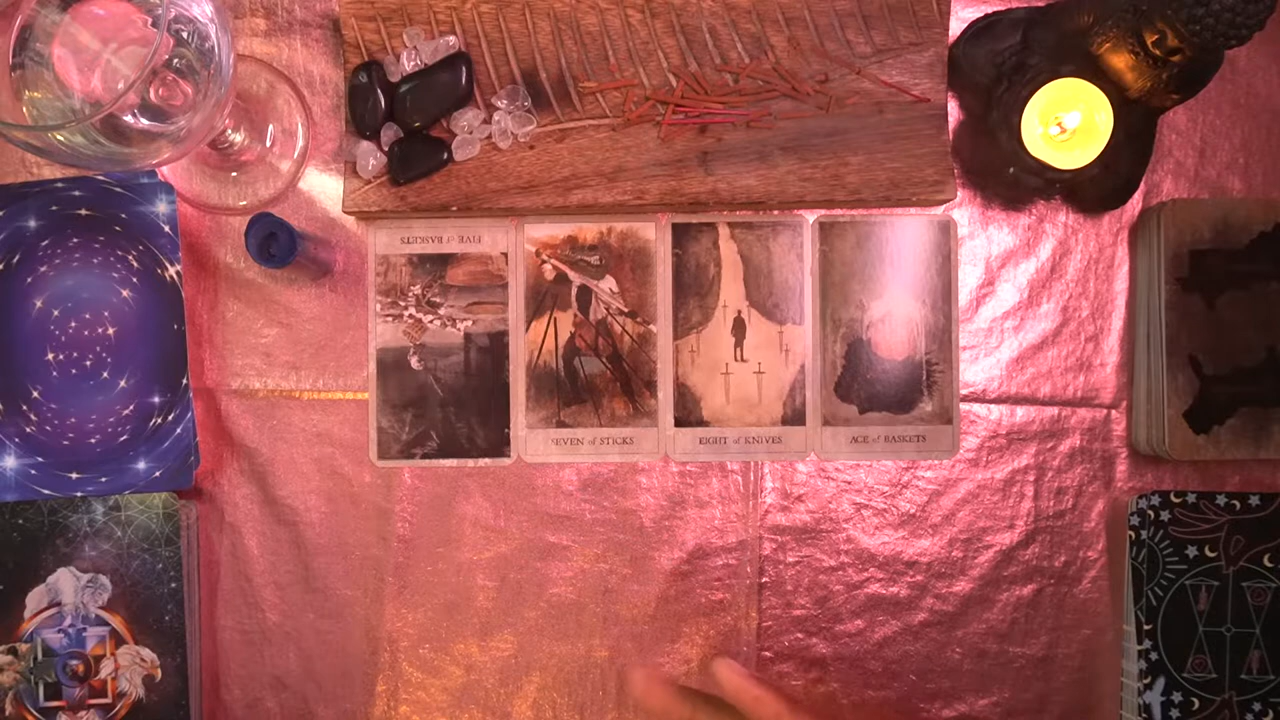 FIVE of BASKETS
SEVEN of STICKS
EIGHT of KNIVES
ACE of BASKETS